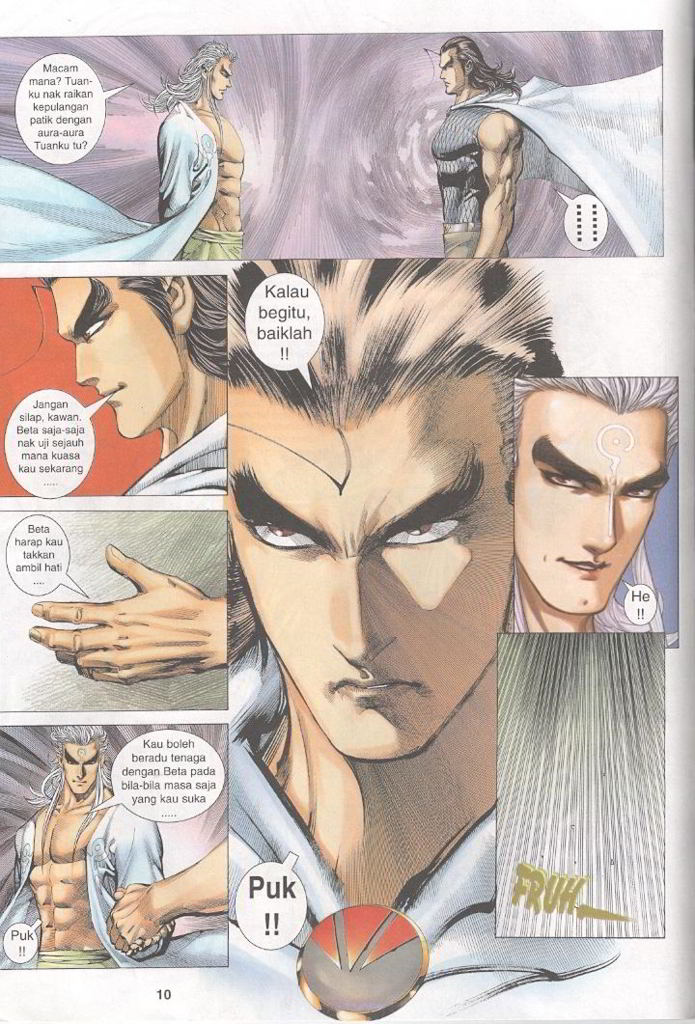 Macam
mana? Tuan-
ku nak raikan
kepulangan
patik dengan
aura-aura
Tuanku tu?
Jangan
silap, kawan.
Beta saja-saja
nak uji sejauh
mana kuasa
kau sekarang
.....
Kalau
begitu,
baiklah
!!
He
!!
Beta
harap kau
takkan
ambil hati
....
Kau boleh
beradu tenaga
dengan Beta pada
bila-bila masa saja
yang kau suka
.....
Puk
!!
Puk
!!
FRUH
10